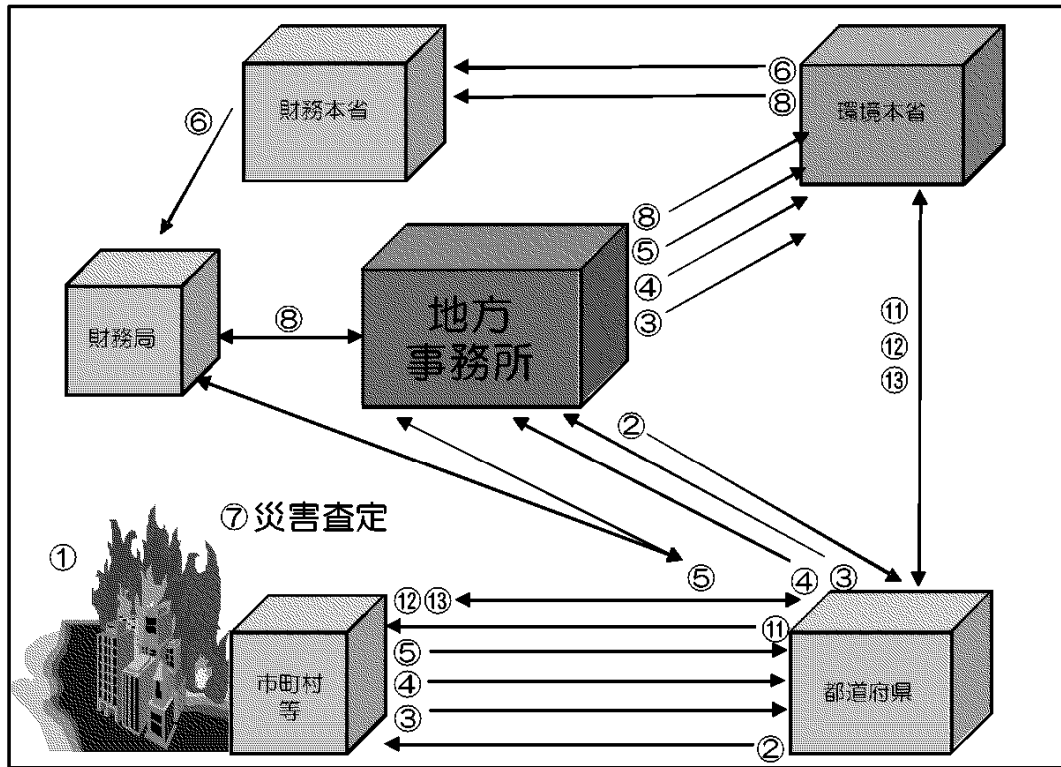 財務本省
⑥
⑧
環境本省
⑥
⑧
⑤
④
③
財務局
⑧
地方
事務所
⑪
⑫
⑬
②
⑦災害査定
①
⑤
④
③
⑫⑬
⑪
⑤
④
③
②
市町村
等
都道府県